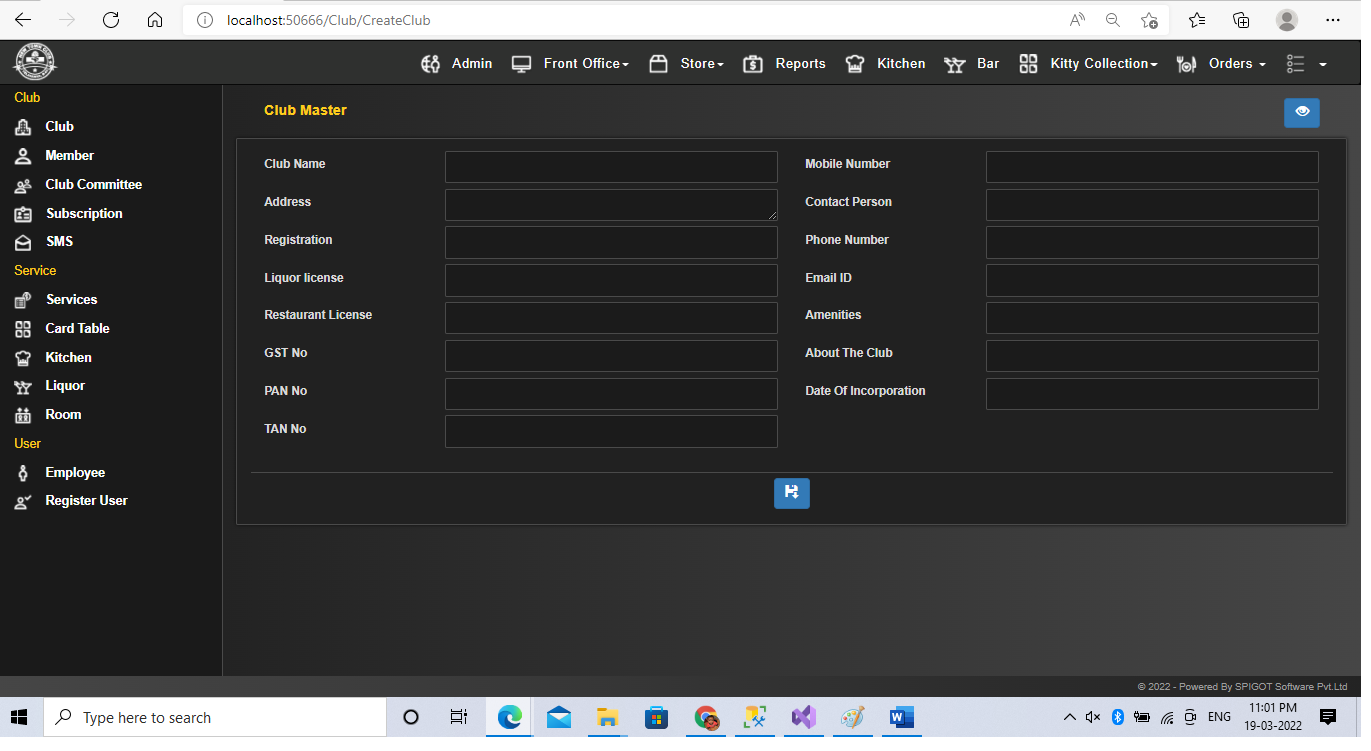 localhost:50666/Club/CreateClub
Admin Front Office Store Reports Kitchen Bar Kitty Collection Orders
Club
Club
Member
Club Committee
Subscription
SMS
Service
Services
Card Table
Kitchen
Liquor
Room
User
Employee
Register User
Club Master
Club Name Mobile Number
Address Contact Person
Registration Phone Number
Liquor license Email ID
Restaurant License Amenities
GST No About The Club
PAN No Date Of Incorporation
TAN No
© 2022 - Powered By SPIGOT Software Pvt.Ltd
Type here to search
ENG
11:01 PM
19-03-2022